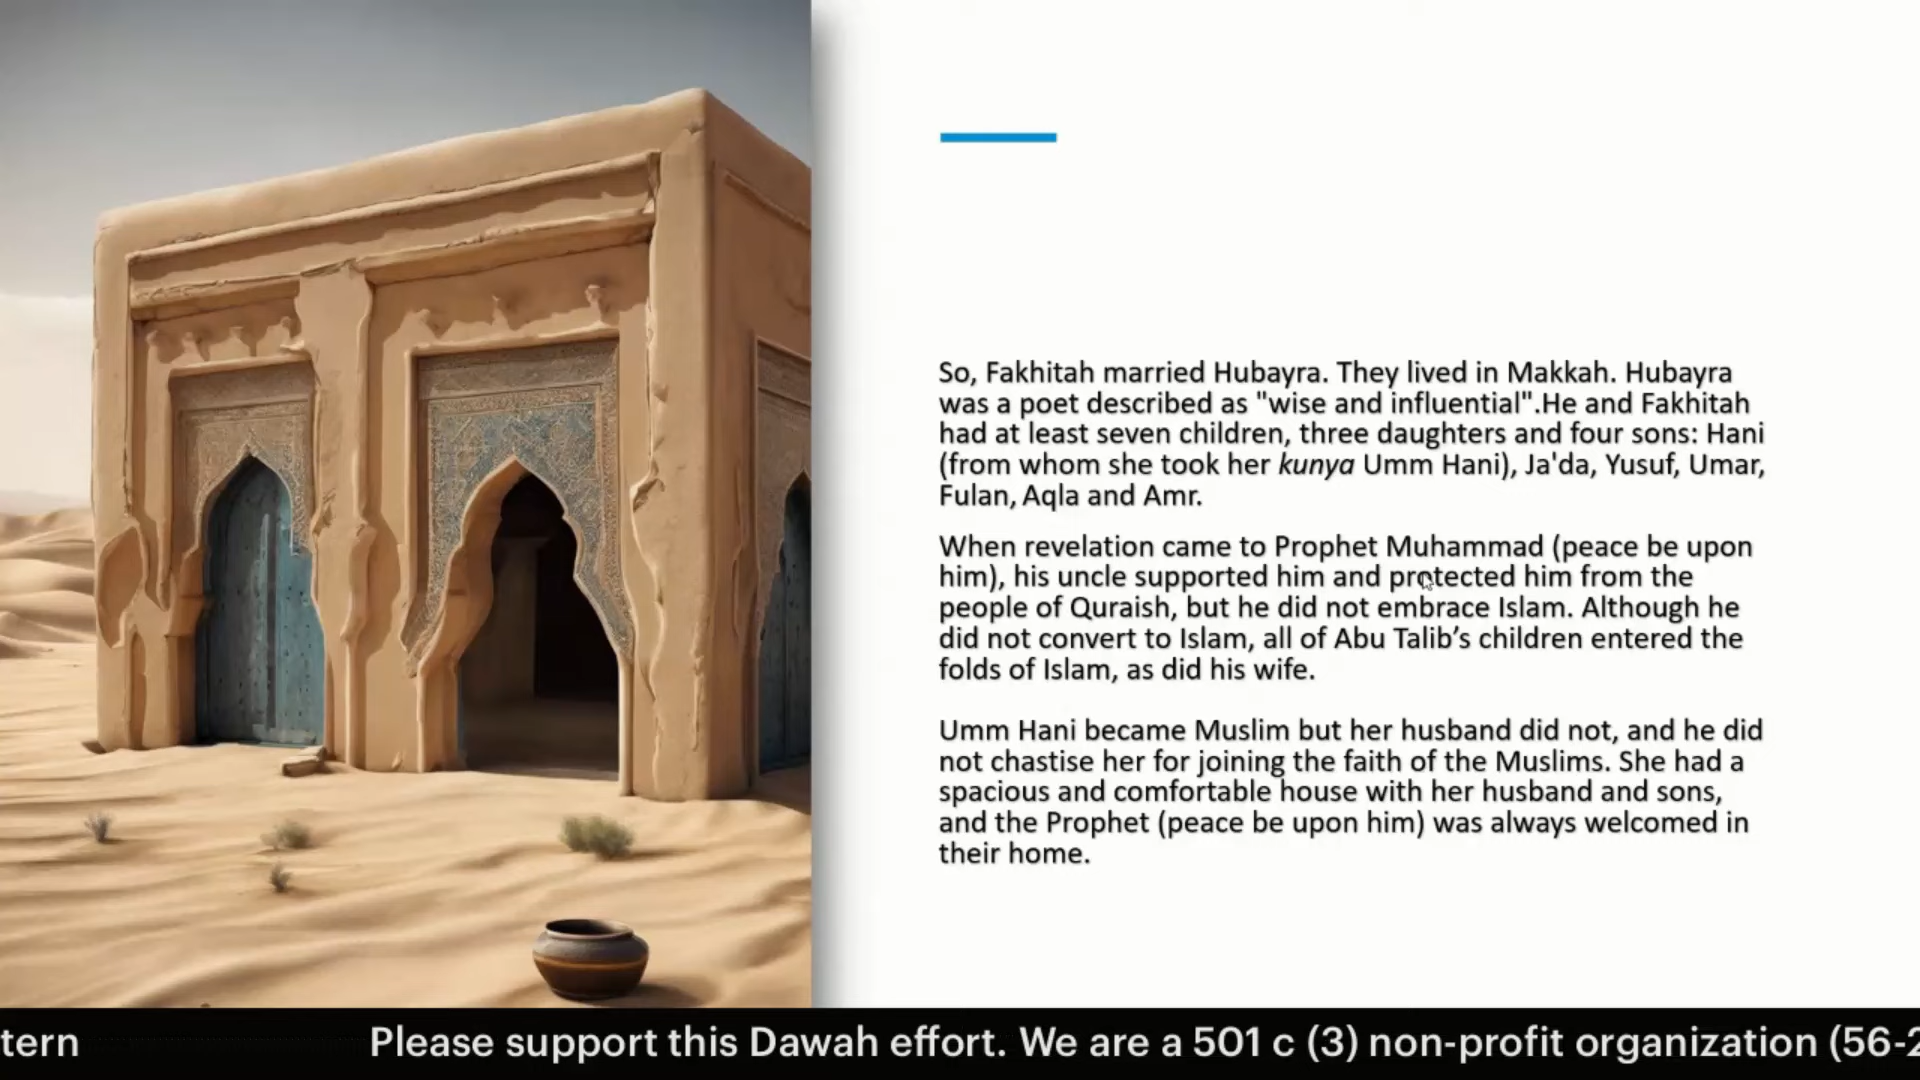 So, Fakhitah married Hubayra. They lived in Makkah. Hubayra
was a poet described as "wise and influential".He and Fakhitah
had at least seven children, three daughters and four sons: Hani
(from whom she took her kunya Umm Hani), Ja'da, Yusuf, Umar,
Fulan, Aqla and Amr.
When revelation came to Prophet Muhammad (peace be upon
him), his uncle supported him and protected him from the
people of Quraish, but he did not embrace Islam. Although he
did not convert to Islam, all of Abu Talib’s children entered the
folds of Islam, as did his wife.
Umm Hani became Muslim but her husband did not, and he did
not chastise her for joining the faith of the Muslims. She had a
spacious and comfortable house with her husband and sons,
and the Prophet (peace be upon him) was always welcomed in
their home.
tern Please support this Dawah effort. We are a 501 c (3) non-profit organization (56-2